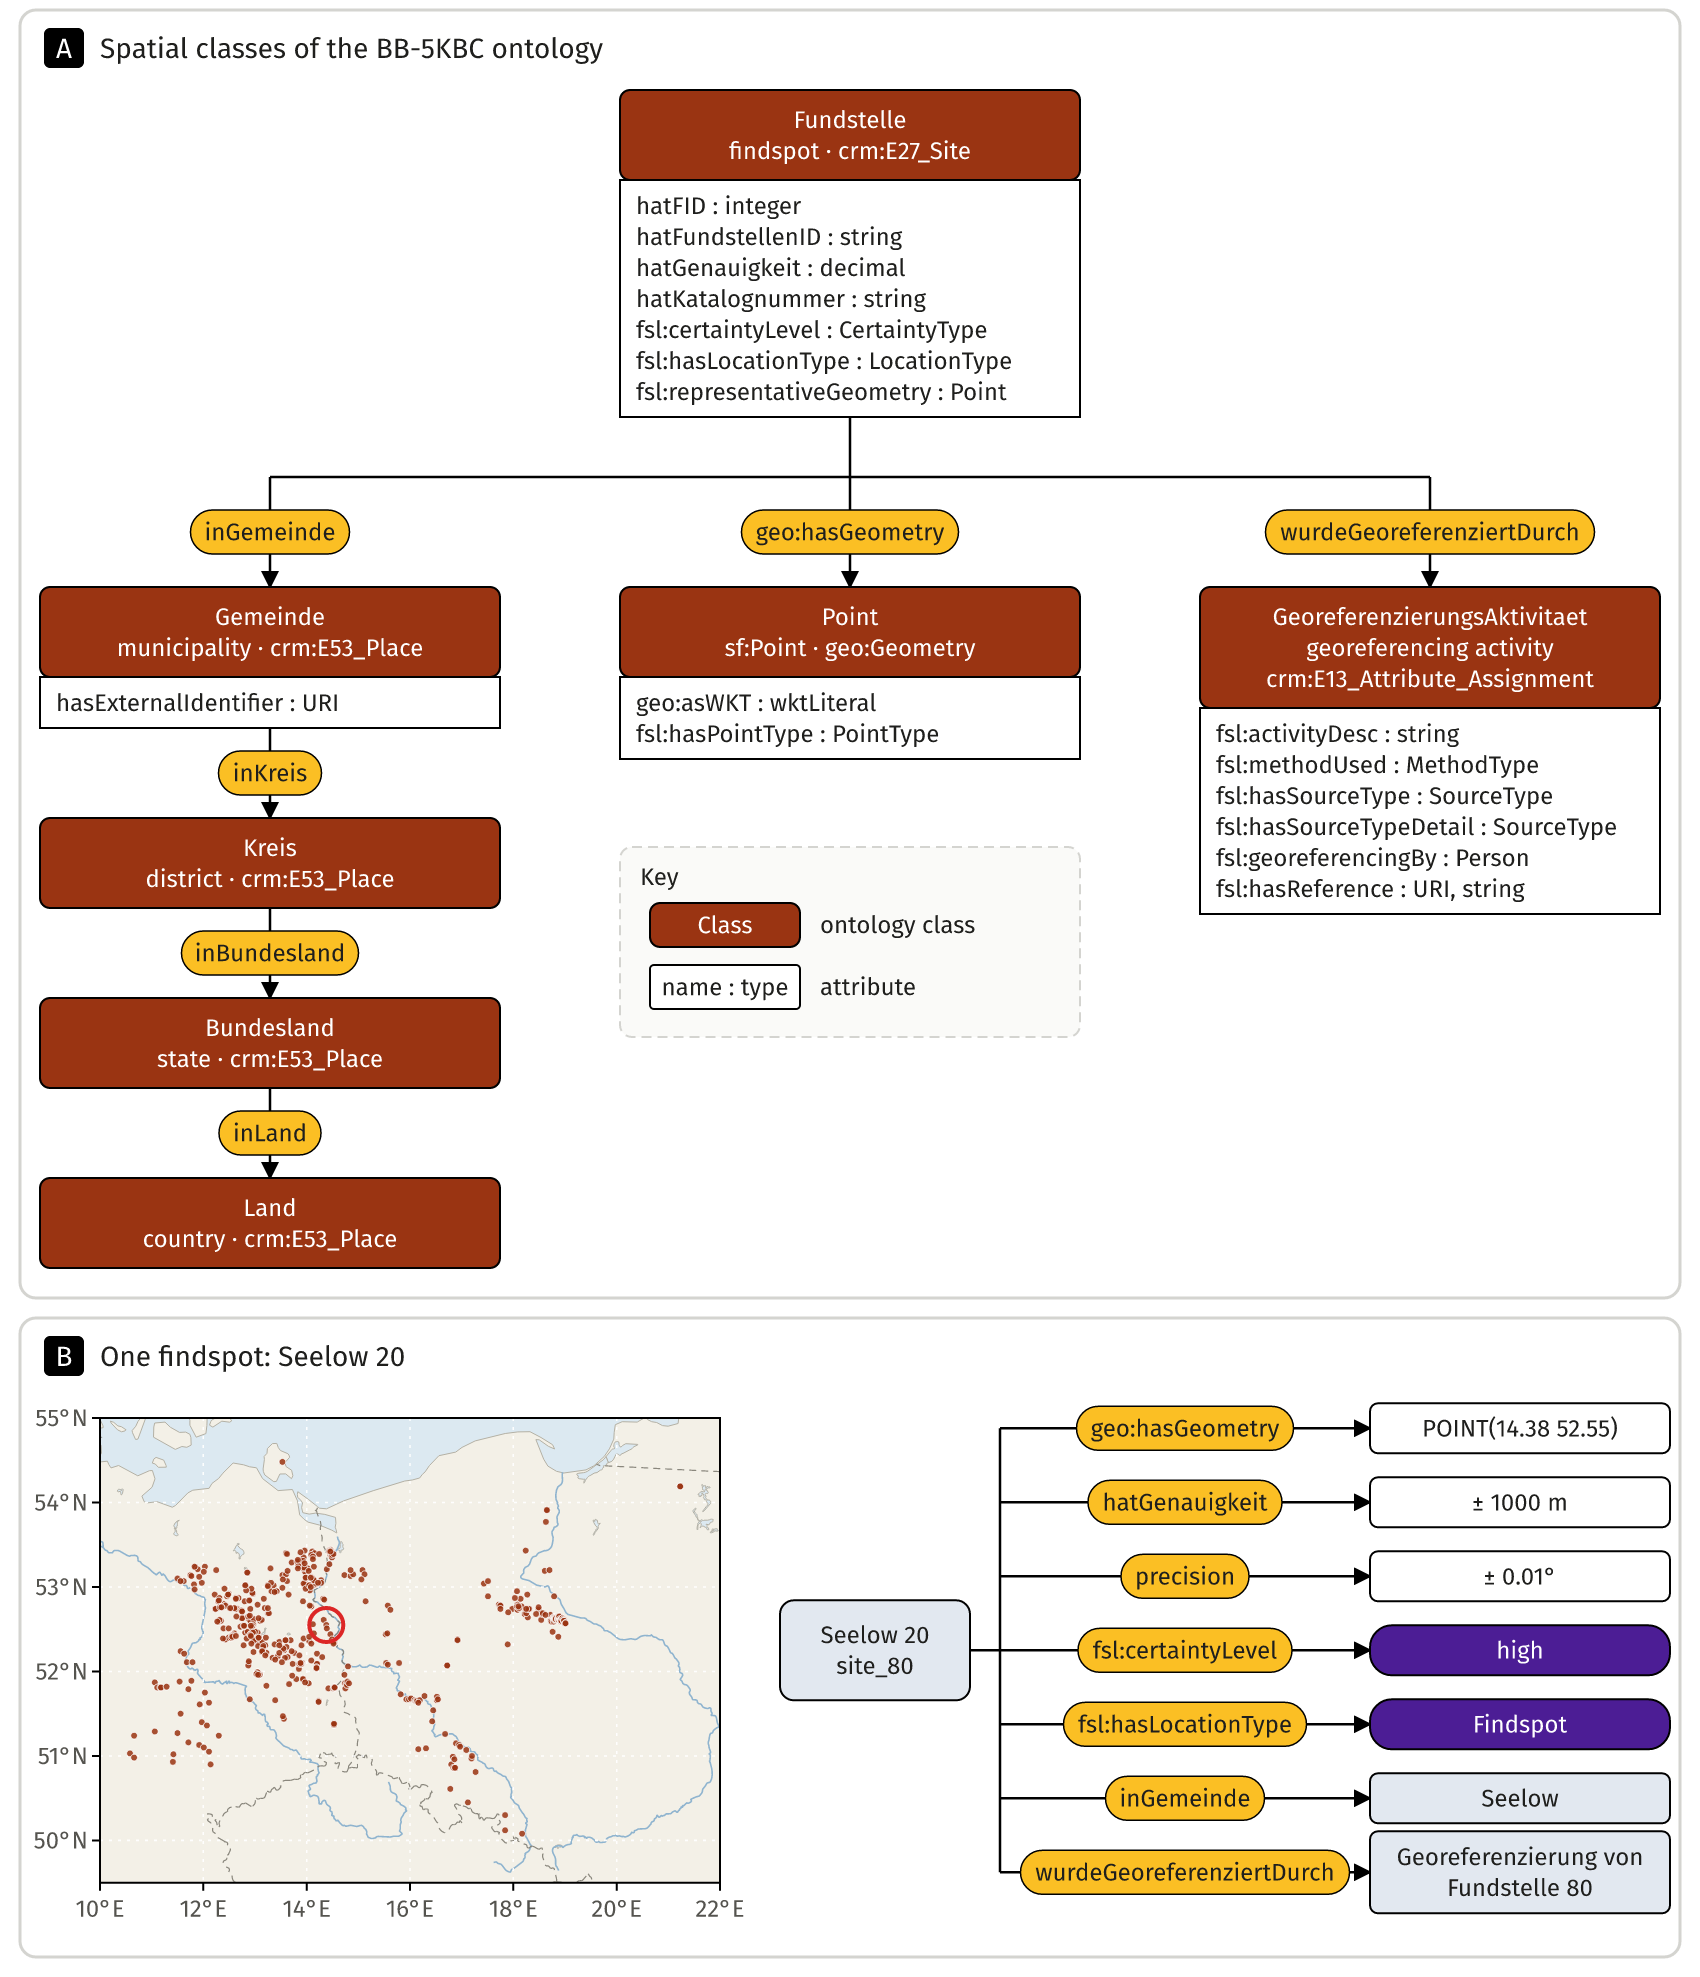 A Spatial classes of the BB-5KBC ontology
Fundstelle
findspot · crm:E27_Site
hatFID : integer
hatFundstellenID : string
hatGenauigkeit : decimal
hatKatalognummer : string
fsl:certaintyLevel : CertaintyType
fsl:hasLocationType : LocationType
fsl:representativeGeometry : Point
inGemeinde
geo:hasGeometry
wurdeGeoreferenziertDurch
Gemeinde
municipality · crm:E53_Place
hasExternalIdentifier : URI
Point
sf:Point · geo:Geometry
geo:asWKT : wktLiteral
fsl:hasPointType : PointType
GeoreferenzierungsAktivitaet
georeferencing activity
crm:E13_Attribute_Assignment
fsl:activityDesc : string
fsl:methodUsed : MethodType
fsl:hasSourceType : SourceType
fsl:hasSourceTypeDetail : SourceType
fsl:georeferencingBy : Person
fsl:hasReference : URI, string
inKreis
Kreis
district · crm:E53_Place
inBundesland
Bundesland
state · crm:E53_Place
inLand
Land
country · crm:E53_Place
Key
Class ontology class
name : type attribute
B One findspot: Seelow 20
55°N
54°N
53°N
52°N
51°N
50°N
10°E 12°E 14°E 16°E 18°E 20°E 22°E
Seelow 20
site_80
geo:hasGeometry POINT(14.38 52.55)
hatGenauigkeit ± 1000 m
precision ± 0.01°
fsl:certaintyLevel high
fsl:hasLocationType Findspot
inGemeinde Seelow
wurdeGeoreferenziertDurch Georeferenzierung von
Fundstelle 80